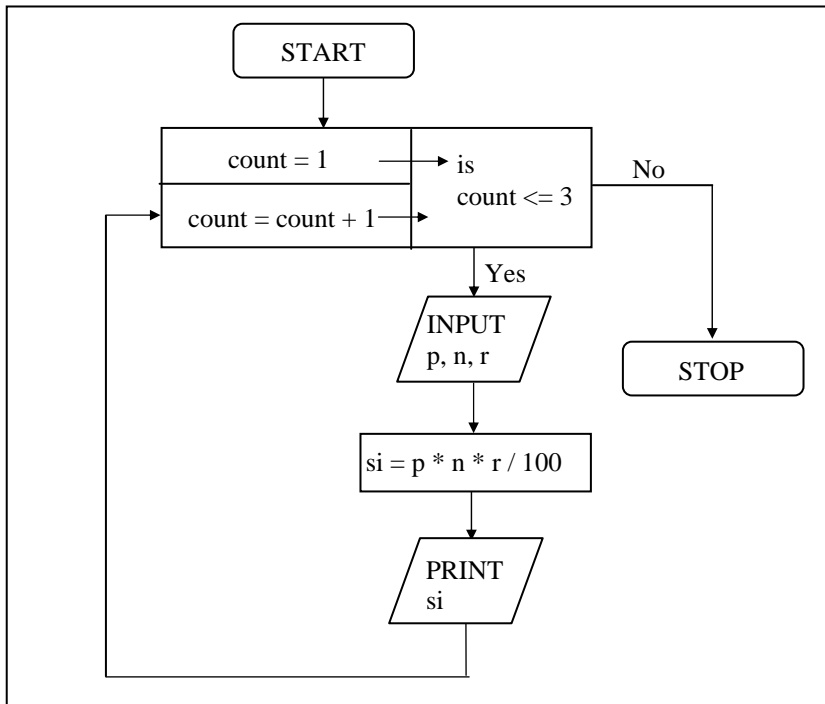 START
count = 1
is
count <= 3
No
count = count + 1
Yes
INPUT
p, n, r
STOP
si = p * n * r / 100
PRINT
si